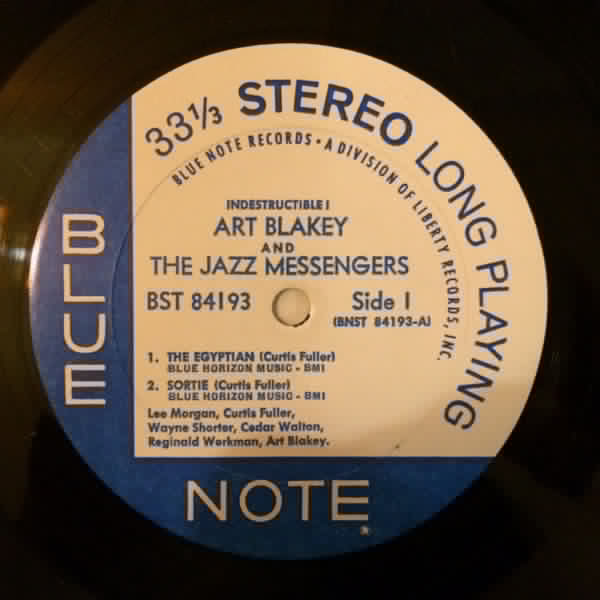 33⅓ STEREO LONG PLAYING
BLUE NOTE RECORDS • A DIVISION OF LIBERTY RECORDS, INC.
INDESTRUCTIBLE!
ART BLAKEY
AND
THE JAZZ MESSENGERS
BST 84193 Side 1
(BNST 84193-A)
1. THE EGYPTIAN (Curtis Fuller)
BLUE HORIZON MUSIC - BMI
2. SORTIE (Curtis Fuller)
BLUE HORIZON MUSIC - BMI
Lee Morgan, Curtis Fuller,
Wayne Shorter, Cedar Walton,
Reginald Workman, Art Blakey.
BLUE
NOTE